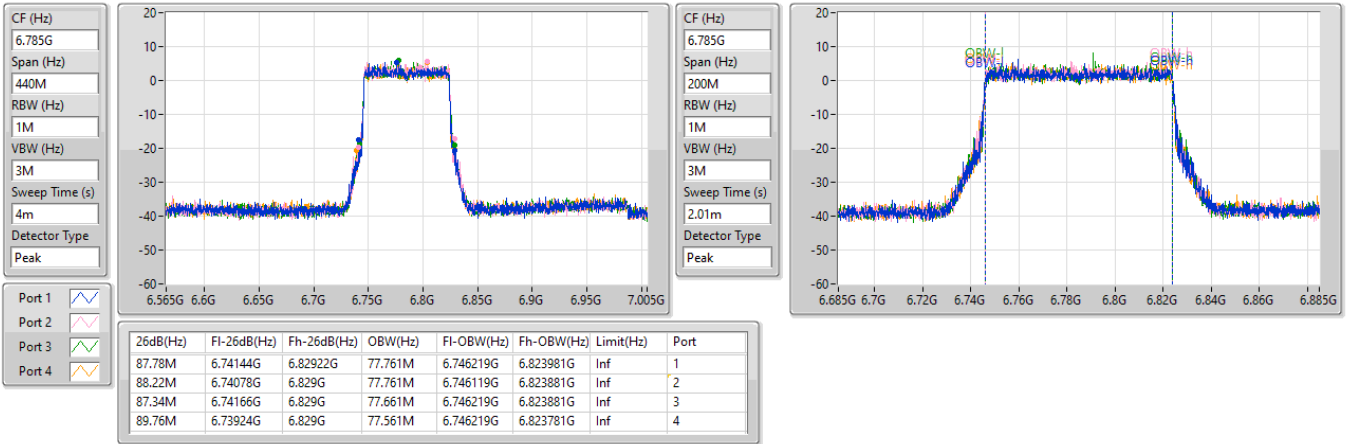 CF (Hz)
6.785G
Span (Hz)
440M
RBW (Hz)
1M
VBW (Hz)
3M
Sweep Time (s)
4m
Detector Type
Peak
20
10
0
-10
-20
-30
-40
-50
-60
6.565G 6.6G 6.65G 6.7G 6.75G 6.8G 6.85G 6.9G 6.95G 7.005G
CF (Hz)
6.785G
Span (Hz)
200M
RBW (Hz)
1M
VBW (Hz)
3M
Sweep Time (s)
2.01m
Detector Type
Peak
20
10
0
-10
-20
-30
-40
-50
-60
OBW-l
OBW-h
6.685G 6.7G 6.72G 6.74G 6.76G 6.78G 6.8G 6.82G 6.84G 6.86G 6.885G
Port 1
Port 2
Port 3
Port 4
26dB(Hz) Fl-26dB(Hz) Fh-26dB(Hz) OBW(Hz) Fl-OBW(Hz) Fh-OBW(Hz) Limit(Hz) Port
87.78M 6.74144G 6.82922G 77.761M 6.746219G 6.823981G Inf 1
88.22M 6.74078G 6.829G 77.761M 6.746119G 6.823881G Inf 2
87.34M 6.74166G 6.829G 77.661M 6.746219G 6.823881G Inf 3
89.76M 6.73924G 6.829G 77.561M 6.746219G 6.823781G Inf 4